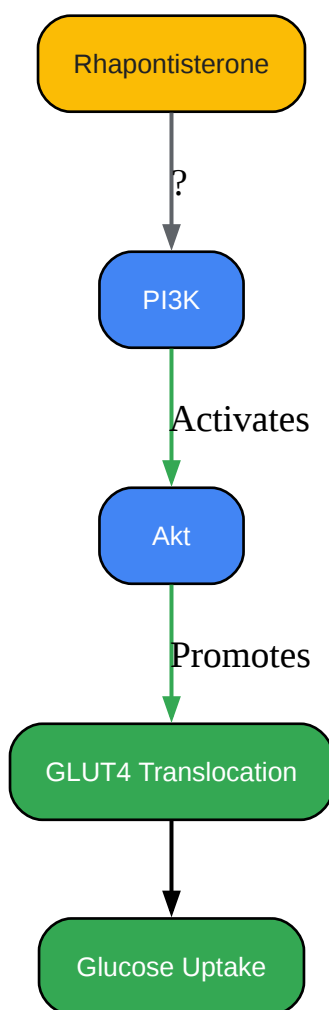 Rhapontisterone
?
PI3K
Activates
Akt
Promotes
GLUT4 Translocation
Glucose Uptake